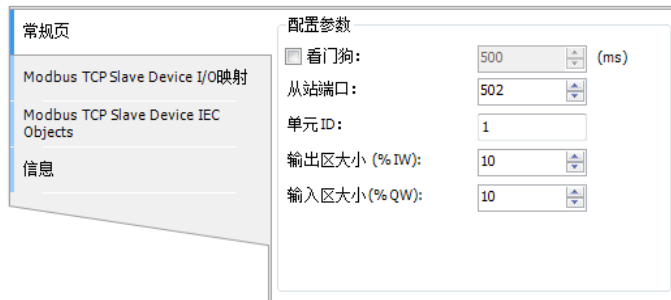 常规页
Modbus TCP Slave Device I/O映射
Modbus TCP Slave Device IEC
Objects
信息
配置参数
看门狗: 500 (ms)
从站端口: 502
单元ID: 1
输出区大小 (%IW): 10
输入区大小(%QW): 10